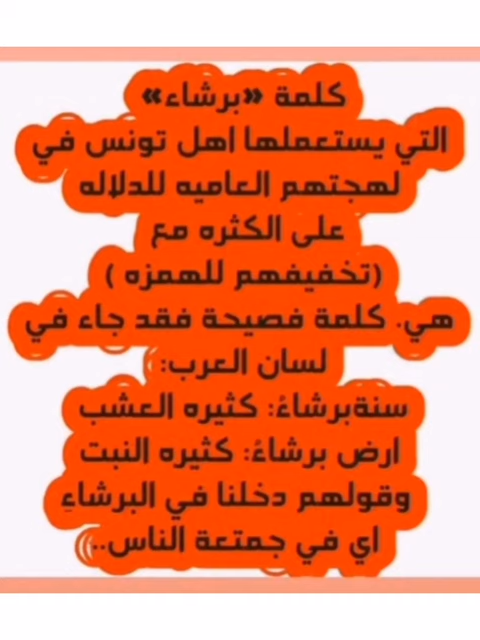 كلمة «برشاء»
التي يستعملها اهل تونس في
لهجتهم العاميه للدلاله
على الكثره مع
(تخفيفهم للهمزه )
هي. كلمة فصيحة فقد جاء في
لسان العرب:
سنةبرشاءُ: كثيره العشب
ارض برشاءُ: كثيره النبت
وقولهم دخلنا في البرشاءِ
اي في جمتعة الناس..